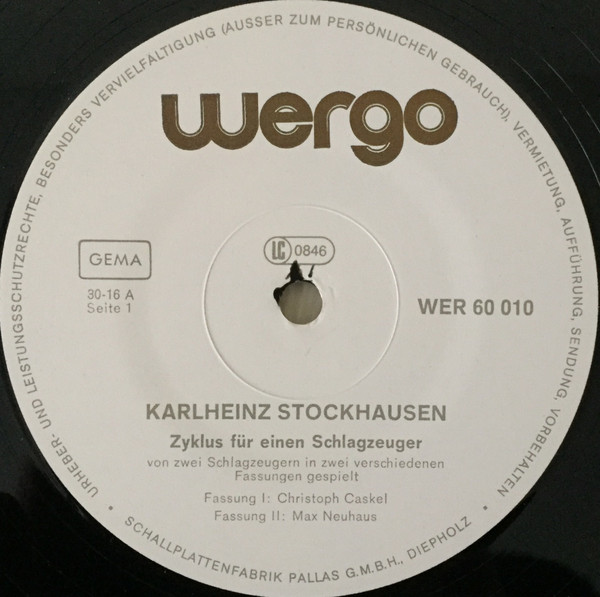 URHEBER- UND LEISTUNGSSCHUTZRECHTE, BESONDERS VERVIELFÄLTIGUNG (AUSSER ZUM PERSÖNLICHEN GEBRAUCH), VERMIETUNG, AUFFÜHRUNG, SENDUNG, VORBEHALTEN
wergo
LC 0846
GEMA
30-16 A
Seite 1
WER 60 010
KARLHEINZ STOCKHAUSEN
Zyklus für einen Schlagzeuger
von zwei Schlagzeugern in zwei verschiedenen
Fassungen gespielt
Fassung I: Christoph Caskel
Fassung II: Max Neuhaus
• SCHALLPLATTENFABRIK PALLAS G.M.B.H., DIEPHOLZ •